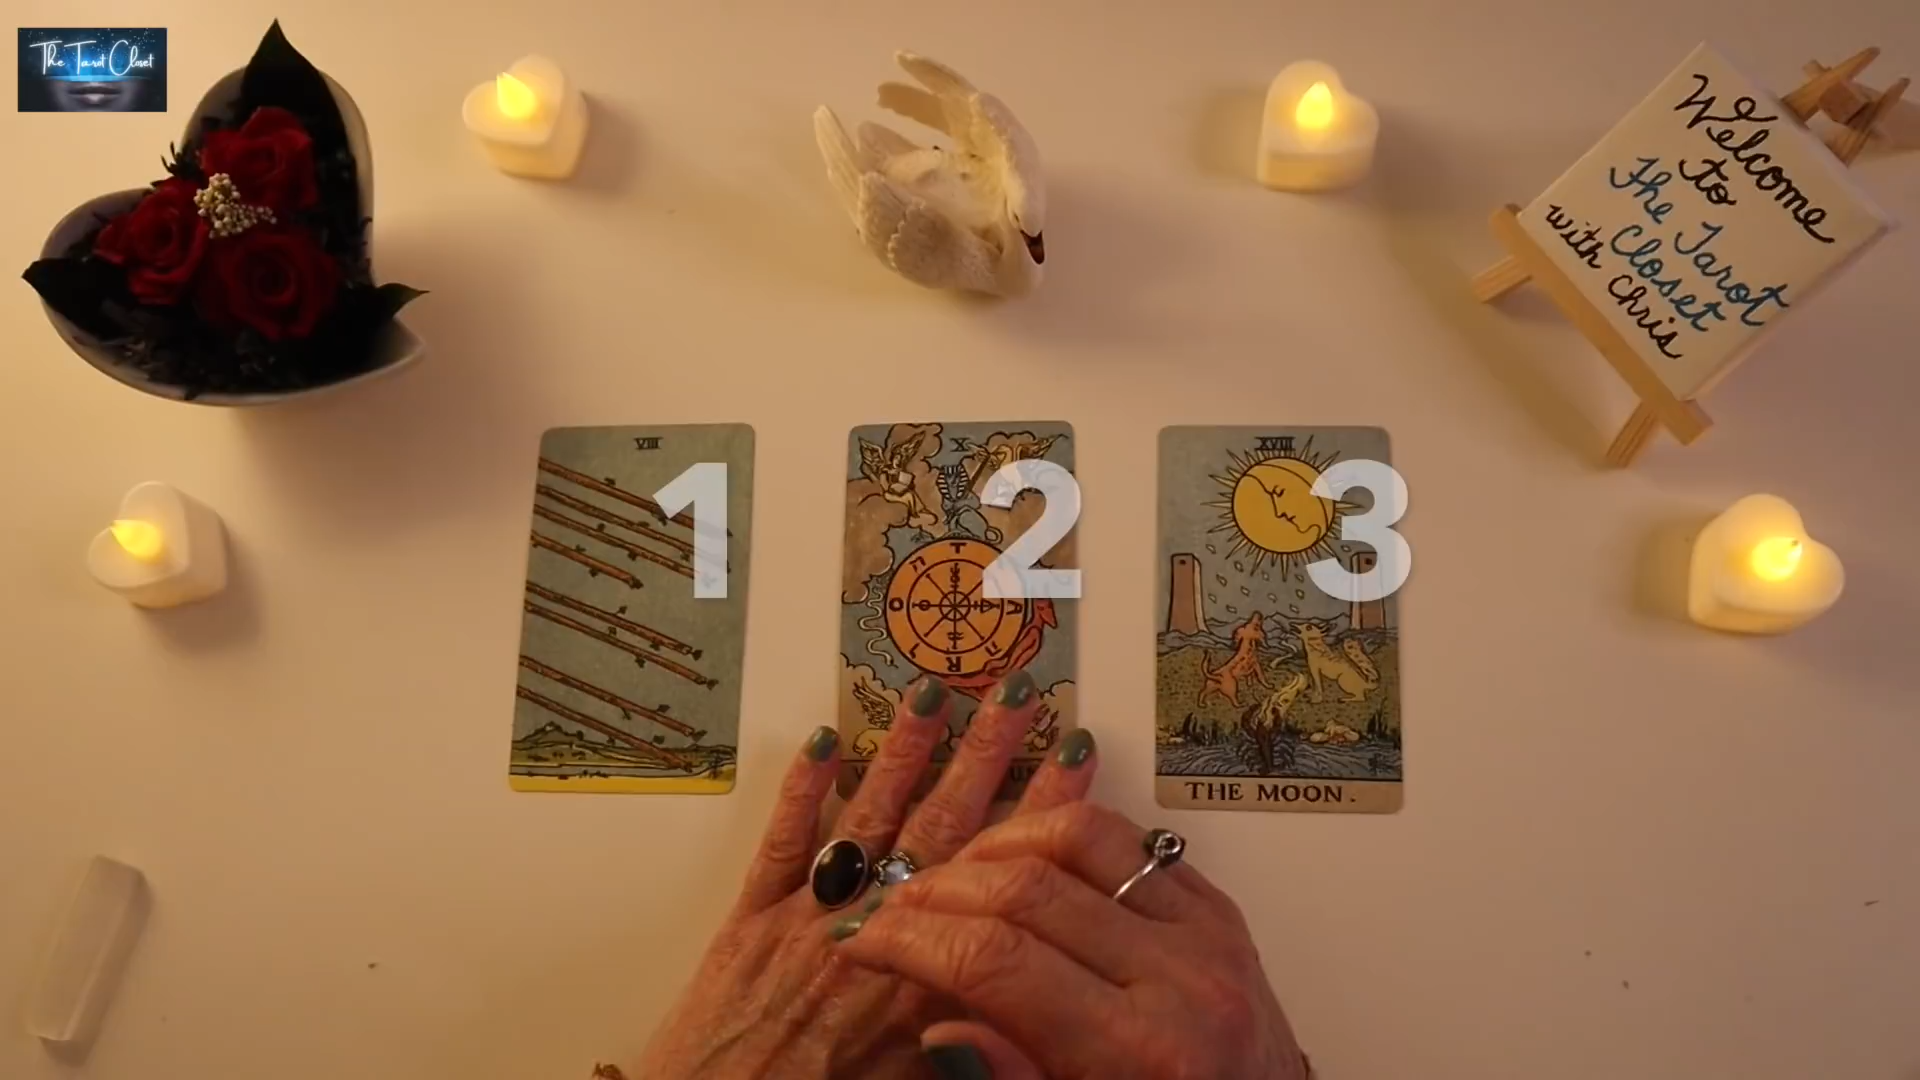 The Tarot Closet
Welcome
to
The Tarot
Closet
with Chris
VIII
X
XVIII
1
2
3
T
A
R
O
THE MOON.